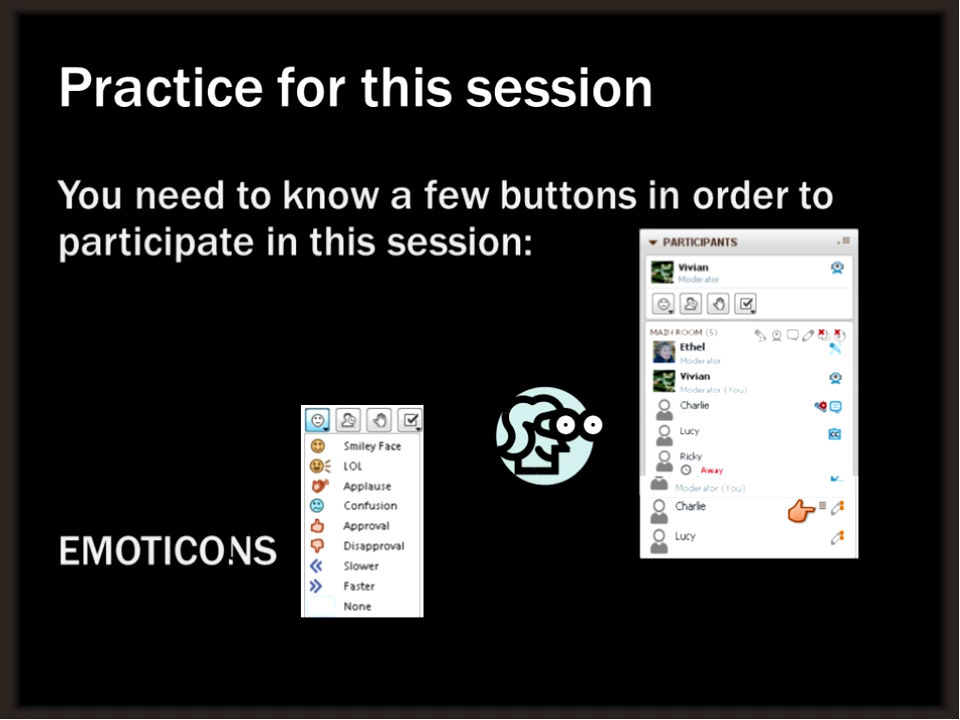 Practice for this session
You need to know a few buttons in order to
participate in this session:
PARTICIPANTS
Vivian
Moderator
MAIN ROOM (5)
Ethel
Moderator
Vivian
Moderator (You)
Charlie
Lucy
CC
Ricky
Away
Moderator (You)
Charlie
Lucy
EMOTICONS
Smiley Face
LOL
Applause
Confusion
Approval
Disapproval
Slower
Faster
None